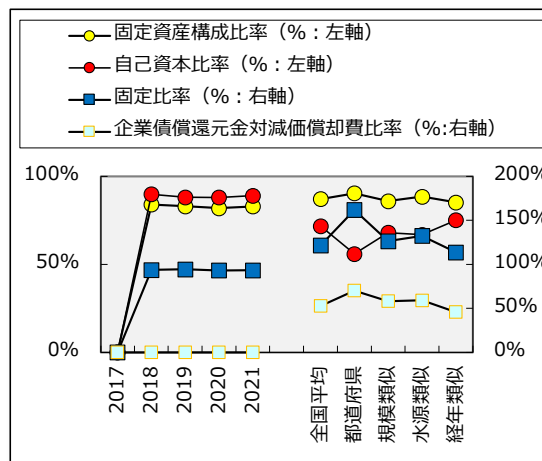 固定資産構成比率（%：左軸）
自己資本比率（%：左軸）
固定比率（%：右軸）
企業債償還元金対減価償却費比率（%:右軸）
100%
50%
0%
200%
150%
100%
50%
0%
2017
2018
2019
2020
2021
全国平均
都道府県
規模類似
水源類似
経年類似